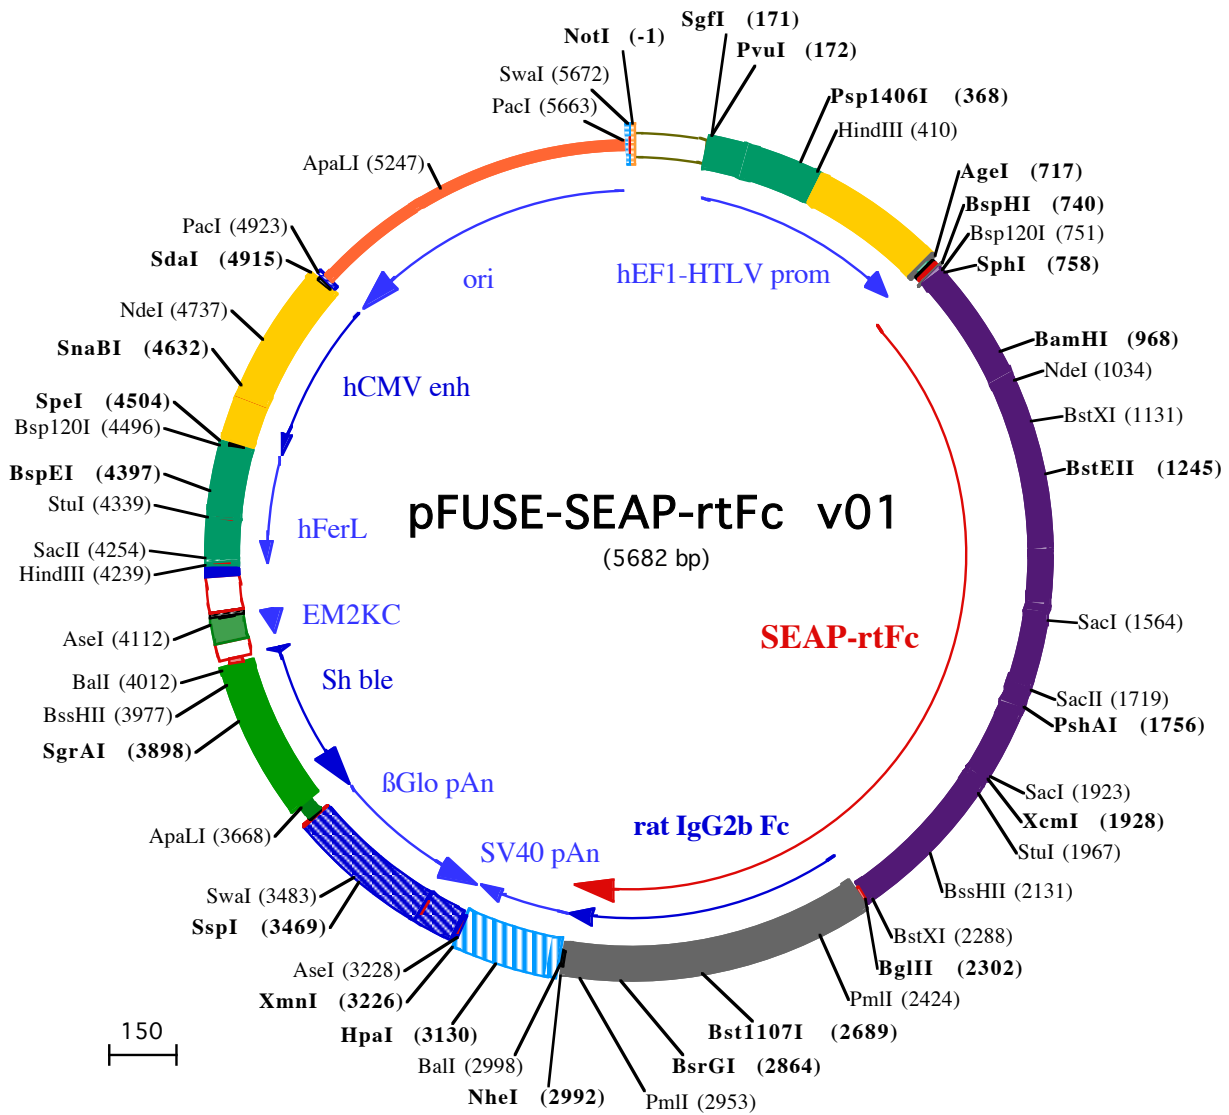 SgfI (171)
NotI (-1)
PvuI (172)
SwaI (5672)
PacI (5663)
Psp1406I (368)
HindIII (410)
ApaLI (5247)
AgeI (717)
BspHI (740)
Bsp120I (751)
SphI (758)
PacI (4923)
SdaI (4915)
ori
hEF1-HTLV prom
NdeI (4737)
SnaBI (4632)
BamHI (968)
NdeI (1034)
hCMV enh
SpeI (4504)
Bsp120I (4496)
BstXI (1131)
BspEI (4397)
BstEII (1245)
StuI (4339)
pFUSE-SEAP-rtFc v01
(5682 bp)
hFerL
SacII (4254)
HindIII (4239)
EM2KC
SacI (1564)
AseI (4112)
SEAP-rtFc
BalI (4012)
Sh ble
BssHII (3977)
SacII (1719)
PshAI (1756)
SgrAI (3898)
ßGlo pAn
SacI (1923)
XcmI (1928)
ApaLI (3668)
rat IgG2b Fc
SV40 pAn
StuI (1967)
SwaI (3483)
BssHII (2131)
SspI (3469)
BstXI (2288)
AseI (3228)
BglII (2302)
XmnI (3226)
PmlI (2424)
HpaI (3130)
Bst1107I (2689)
150
BalI (2998)
BsrGI (2864)
NheI (2992)
PmlI (2953)